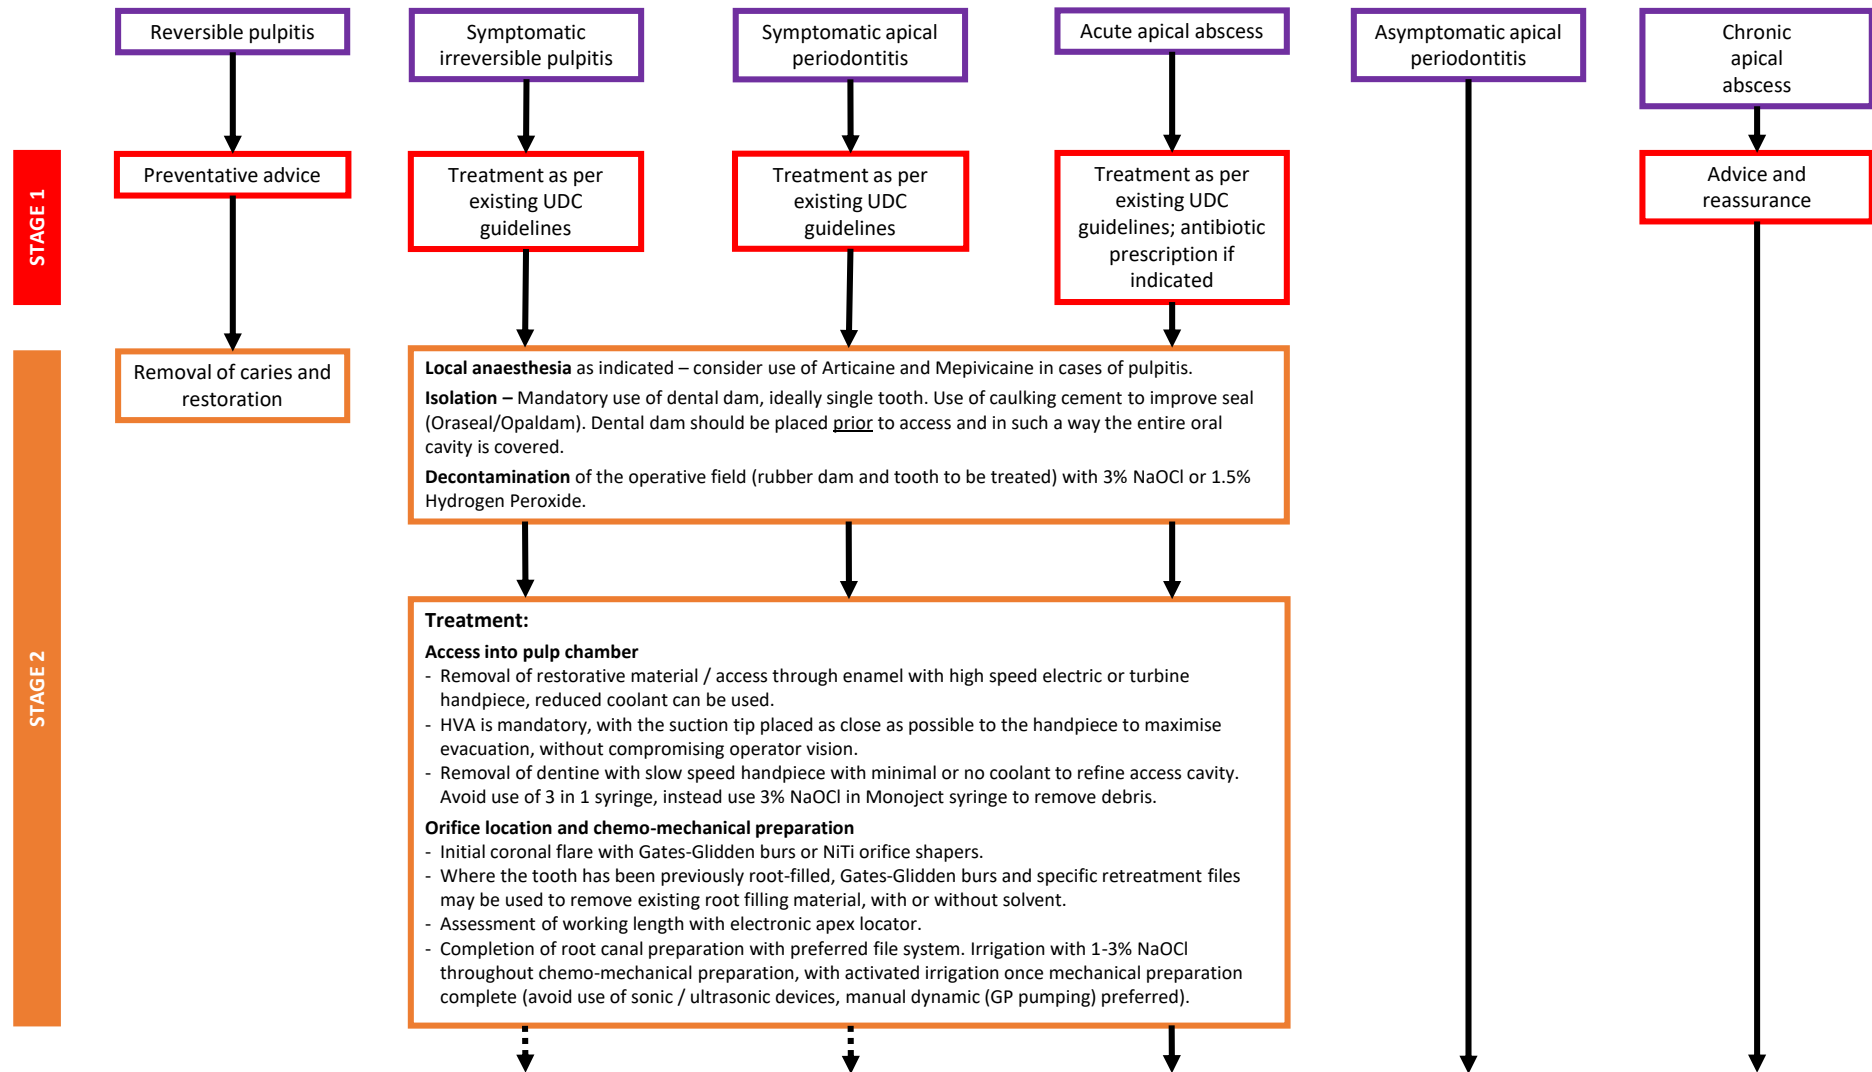 Reversible pulpitis
Symptomatic
irreversible pulpitis
Symptomatic apical
periodontitis
Acute apical abscess
Asymptomatic apical
periodontitis
Chronic
apical
abscess
STAGE 1
Preventative advice
Treatment as per
existing UDC
guidelines
Treatment as per
existing UDC
guidelines
Treatment as per
existing UDC
guidelines; antibiotic
prescription if
indicated
Advice and
reassurance
STAGE 2
Removal of caries and
restoration
Local anaesthesia as indicated – consider use of Articaine and Mepivicaine in cases of pulpitis.
Isolation – Mandatory use of dental dam, ideally single tooth. Use of caulking cement to improve seal
(Oraseal/Opaldam). Dental dam should be placed prior to access and in such a way the entire oral
cavity is covered.
Decontamination of the operative field (rubber dam and tooth to be treated) with 3% NaOCl or 1.5%
Hydrogen Peroxide.
Treatment:
Access into pulp chamber
- Removal of restorative material / access through enamel with high speed electric or turbine
handpiece, reduced coolant can be used.
- HVA is mandatory, with the suction tip placed as close as possible to the handpiece to maximise
evacuation, without compromising operator vision.
- Removal of dentine with slow speed handpiece with minimal or no coolant to refine access cavity.
Avoid use of 3 in 1 syringe, instead use 3% NaOCl in Monoject syringe to remove debris.
Orifice location and chemo-mechanical preparation
- Initial coronal flare with Gates-Glidden burs or NiTi orifice shapers.
- Where the tooth has been previously root-filled, Gates-Glidden burs and specific retreatment files
may be used to remove existing root filling material, with or without solvent.
- Assessment of working length with electronic apex locator.
- Completion of root canal preparation with preferred file system. Irrigation with 1-3% NaOCl
throughout chemo-mechanical preparation, with activated irrigation once mechanical preparation
complete (avoid use of sonic / ultrasonic devices, manual dynamic (GP pumping) preferred).